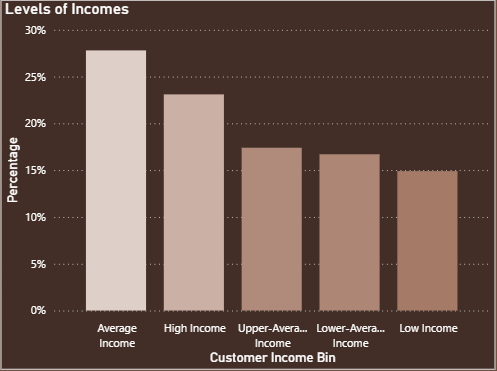 Levels of Incomes
30%
25%
20%
15%
10%
5%
0%
Percentage
Average
Income
High Income
Upper-Avera...
Income
Lower-Avera...
Income
Low Income
Customer Income Bin